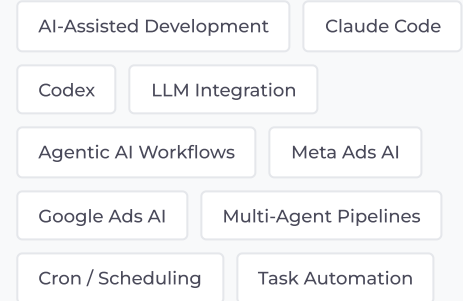 AI-Assisted Development Claude Code
Codex LLM Integration
Agentic AI Workflows Meta Ads AI
Google Ads AI Multi-Agent Pipelines
Cron / Scheduling Task Automation